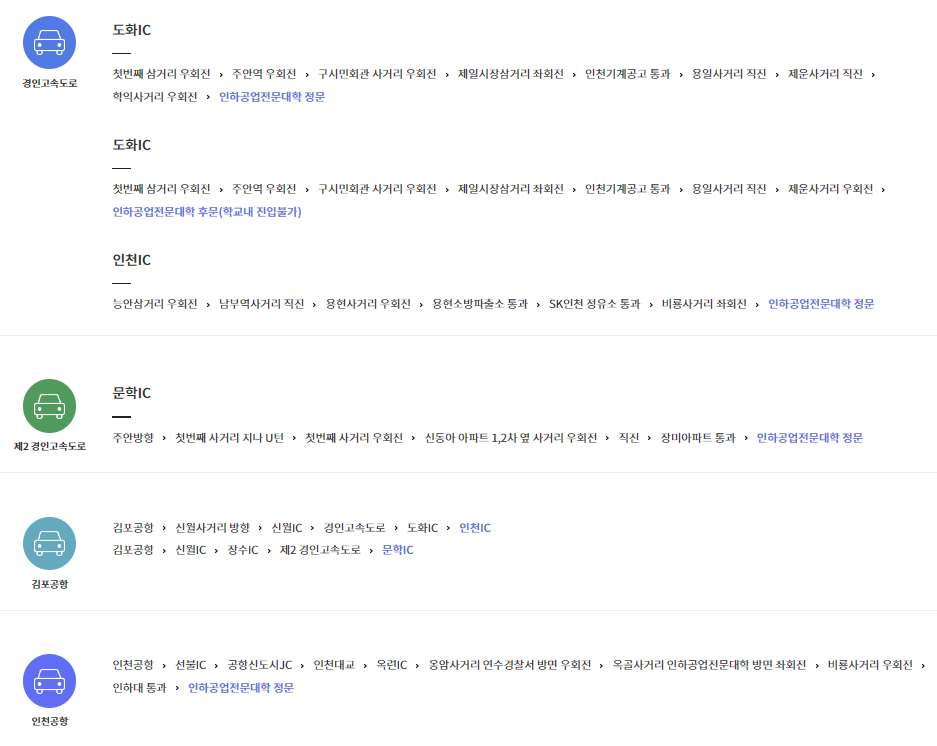 도화IC
첫번째 삼거리 우회전 › 주안역 우회전 › 구시민회관 사거리 우회전 › 제일시장삼거리 좌회전 › 인천기계공고 통과 › 용일사거리 직진 › 제운사거리 직진 ›
경인고속도로
학익사거리 우회전 › 인하공업전문대학 정문
도화IC
첫번째 삼거리 우회전 › 주안역 우회전 › 구시민회관 사거리 우회전 › 제일시장삼거리 좌회전 › 인천기계공고 통과 › 용일사거리 직진 › 제운사거리 우회전 ›
인하공업전문대학 후문(학교내 진입불가)
인천IC
능안삼거리 우회전 › 남부역사거리 직진 › 용현사거리 우회전 › 용현소방파출소 통과 › SK인천 정유소 통과 › 비룡사거리 좌회전 › 인하공업전문대학 정문
문학IC
주안방향 › 첫번째 사거리 지나 U턴 › 첫번째 사거리 우회전 › 신동아 아파트 1,2차 옆 사거리 우회전 › 직진 › 장미아파트 통과 › 인하공업전문대학 정문
제2 경인고속도로
김포공항 › 신월사거리 방향 › 신월IC › 경인고속도로 › 도화IC › 인천IC
김포공항 › 신월IC › 장수IC › 제2 경인고속도로 › 문학IC
김포공항
인천공항 › 선불IC › 공항신도시JC › 인천대교 › 옥련IC › 옹암사거리 연수경찰서 방면 우회전 › 옥골사거리 인하공업전문대학 방면 좌회전 › 비룡사거리 우회전 ›
인하대 통과 › 인하공업전문대학 정문
인천공항